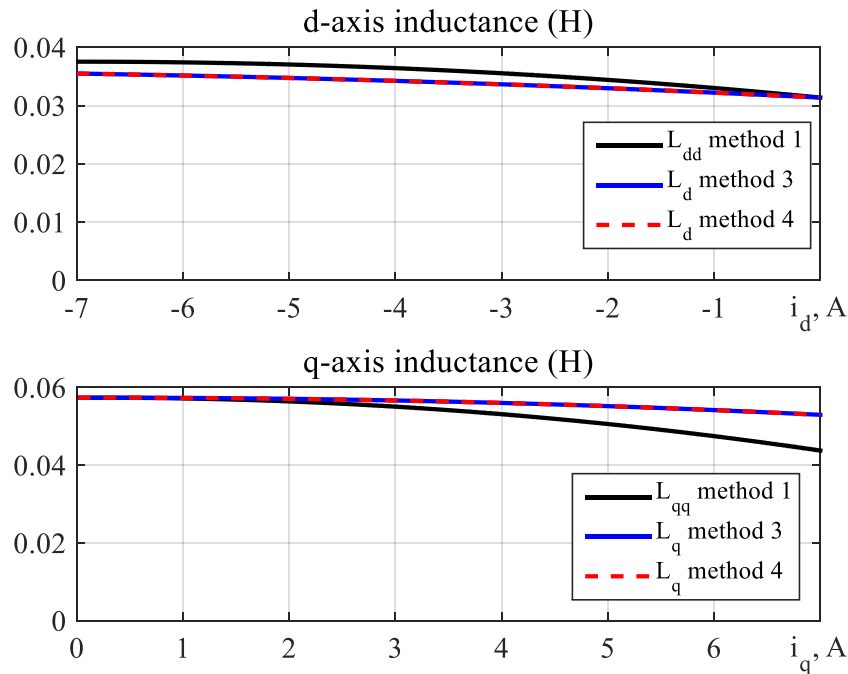 d-axis inductance (H)
0.04
0.03
0.02
0.01
0
L_dd method 1
L_d method 3
L_d method 4
-7 -6 -5 -4 -3 -2 -1 i_d, A
q-axis inductance (H)
0.06
0.04
0.02
0
L_qq method 1
L_q method 3
L_q method 4
0 1 2 3 4 5 6 i_q, A